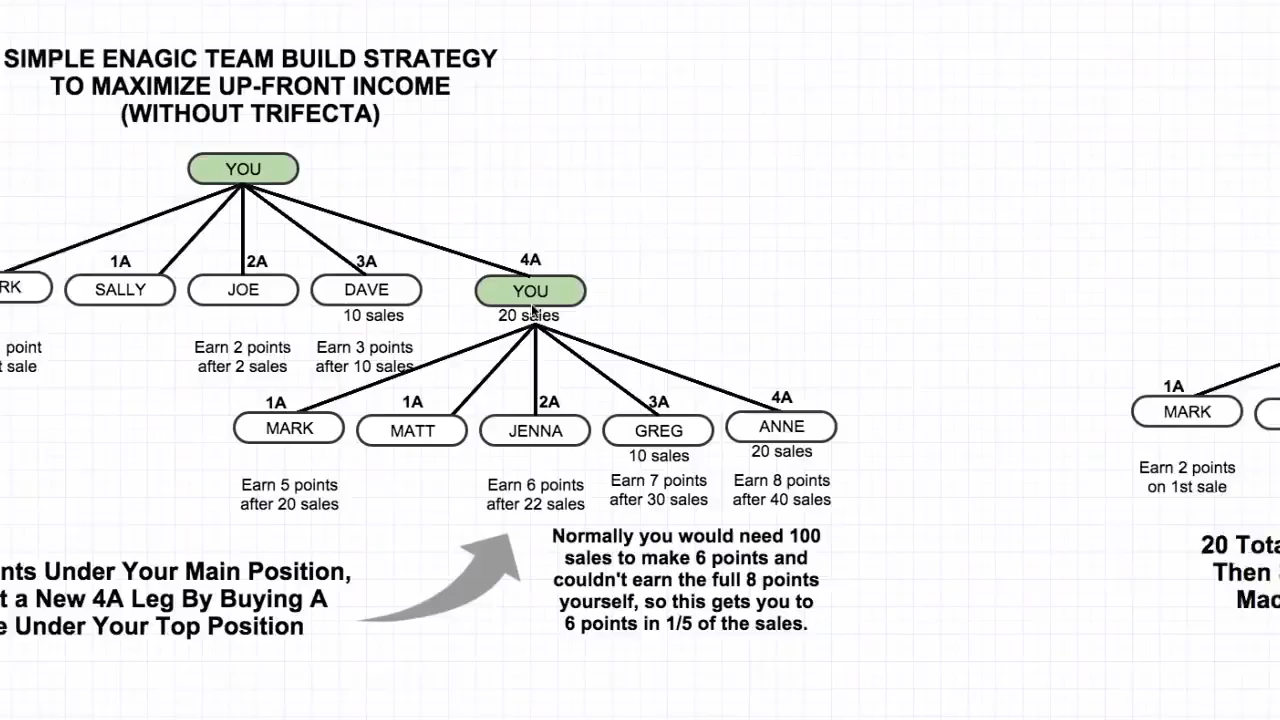 SIMPLE ENAGIC TEAM BUILD STRATEGY
TO MAXIMIZE UP-FRONT INCOME
(WITHOUT TRIFECTA)
YOU
1A
2A
3A
4A
RK
SALLY
JOE
DAVE
YOU
10 sales
20 sales
point
t sale
Earn 2 points
after 2 sales
Earn 3 points
after 10 sales
1A
1A
2A
3A
4A
MARK
MATT
JENNA
GREG
ANNE
10 sales
20 sales
Earn 5 points
after 20 sales
Earn 6 points
after 22 sales
Earn 7 points
after 30 sales
Earn 8 points
after 40 sales
Normally you would need 100
sales to make 6 points and
couldn't earn the full 8 points
yourself, so this gets you to
6 points in 1/5 of the sales.
nts Under Your Main Position,
t a New 4A Leg By Buying A
e Under Your Top Position
1A
MARK
Earn 2 points
on 1st sale
20 Tota
Then
Mac